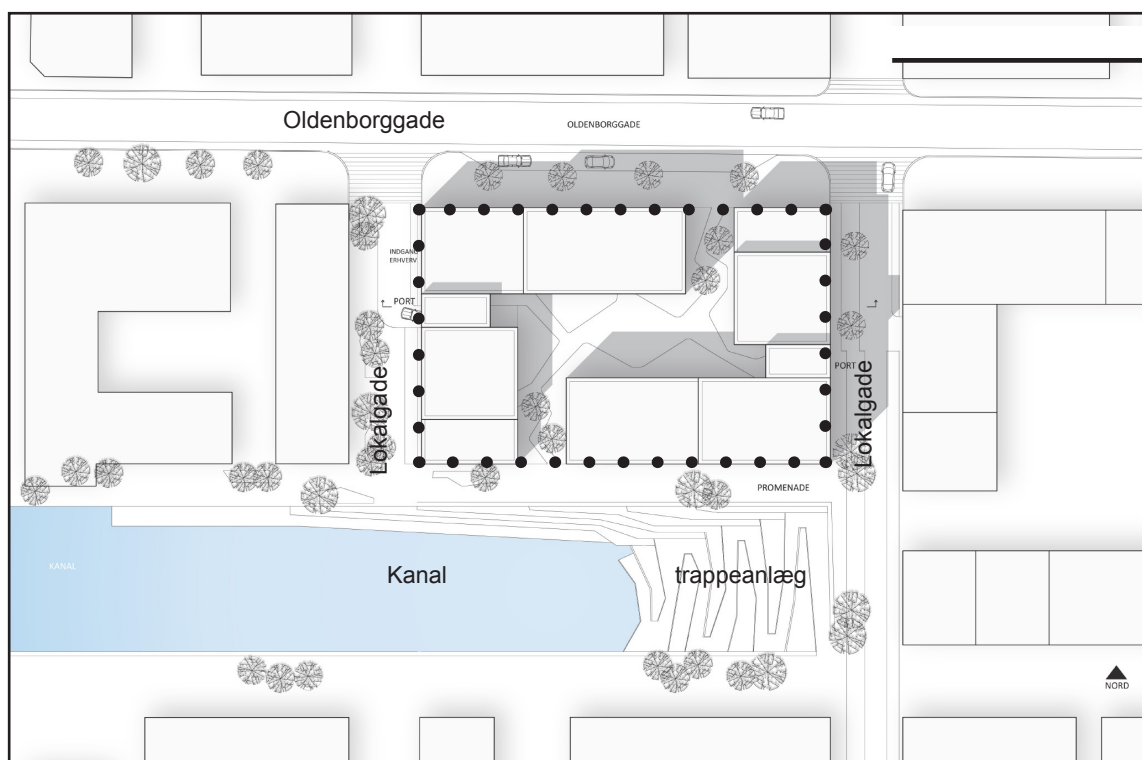 Oldenborggade
OLDENBORGGADE
INDGANG
ERHVERV
PORT
PORT
Lokalgade
Lokalgade
PROMENADE
KANAL
Kanal
trappeanlæg
NORD